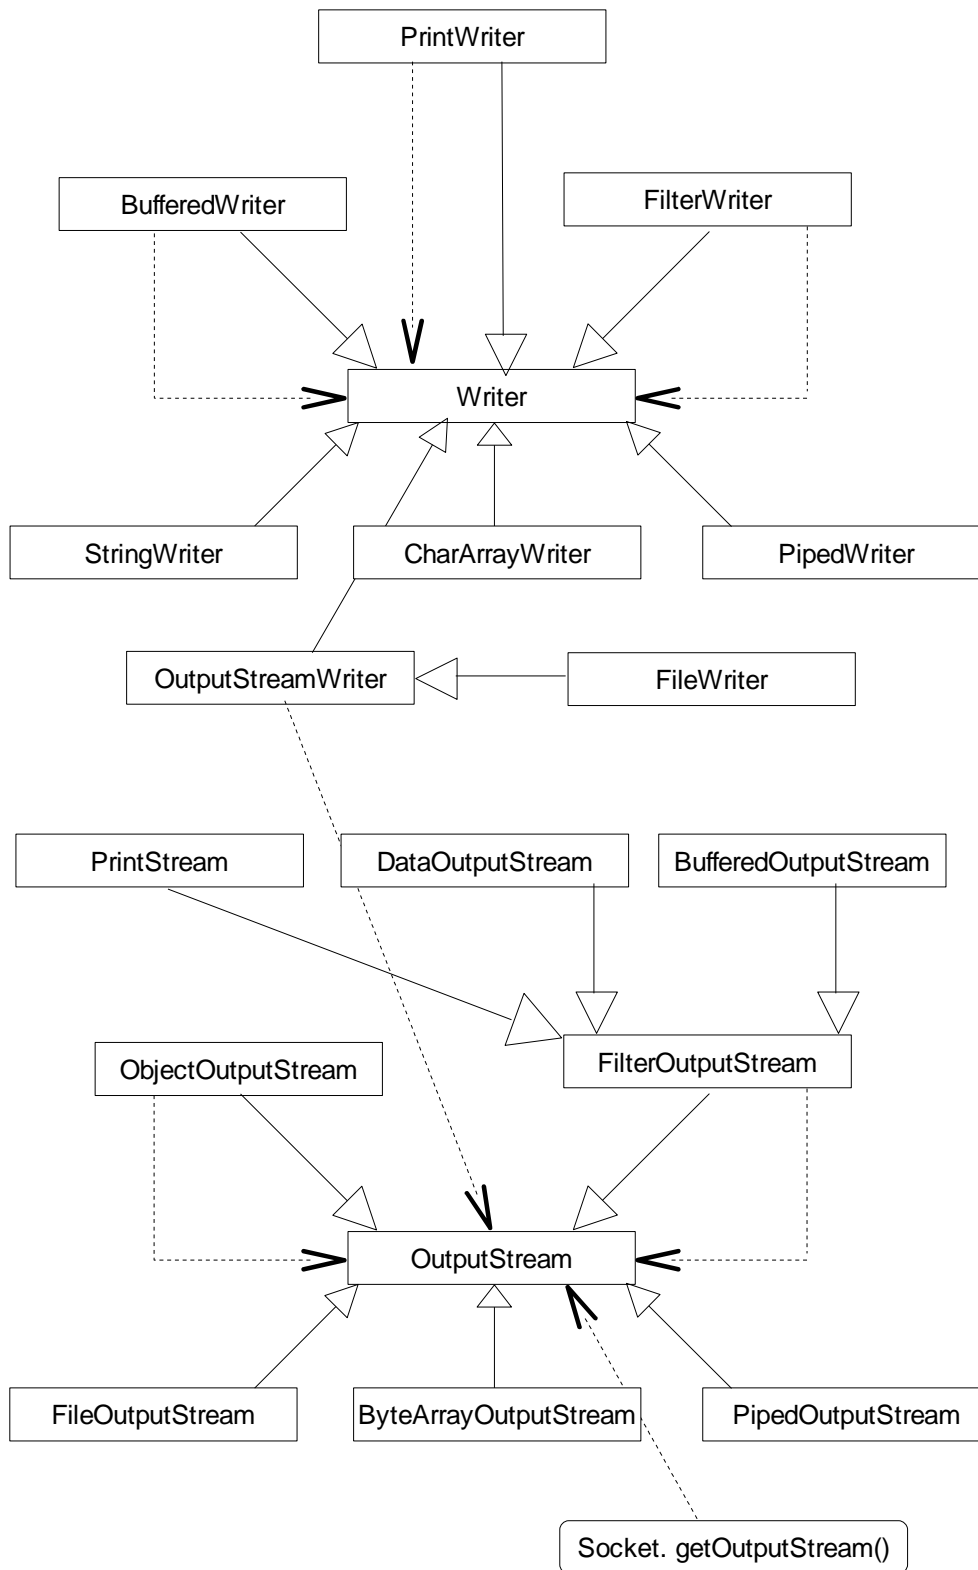 PrintWriter
BufferedWriter
FilterWriter
Writer
StringWriter
CharArrayWriter
PipedWriter
OutputStreamWriter
FileWriter
PrintStream
DataOutputStream
BufferedOutputStream
ObjectOutputStream
FilterOutputStream
OutputStream
FileOutputStream
ByteArrayOutputStream
PipedOutputStream
Socket. getOutputStream()